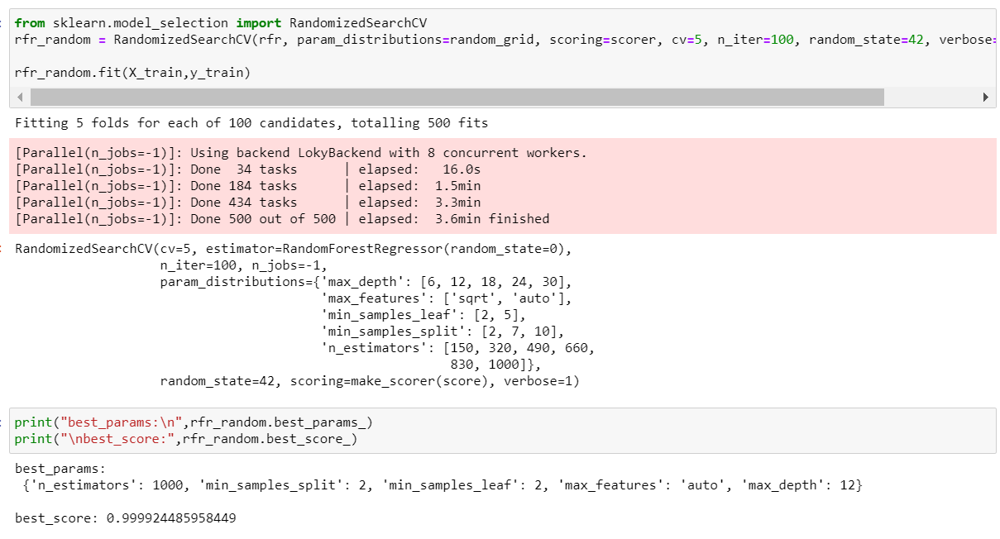 from sklearn.model_selection import RandomizedSearchCV
rfr_random = RandomizedSearchCV(rfr, param_distributions=random_grid, scoring=scorer, cv=5, n_iter=100, random_state=42, verbose=
rfr_random.fit(X_train,y_train)
Fitting 5 folds for each of 100 candidates, totalling 500 fits
[Parallel(n_jobs=-1)]: Using backend LokyBackend with 8 concurrent workers.
[Parallel(n_jobs=-1)]: Done  34 tasks      | elapsed:   16.0s
[Parallel(n_jobs=-1)]: Done 184 tasks      | elapsed:  1.5min
[Parallel(n_jobs=-1)]: Done 434 tasks      | elapsed:  3.3min
[Parallel(n_jobs=-1)]: Done 500 out of 500 | elapsed:  3.6min finished
RandomizedSearchCV(cv=5, estimator=RandomForestRegressor(random_state=0),
                   n_iter=100, n_jobs=-1,
                   param_distributions={'max_depth': [6, 12, 18, 24, 30],
                                        'max_features': ['sqrt', 'auto'],
                                        'min_samples_leaf': [2, 5],
                                        'min_samples_split': [2, 7, 10],
                                        'n_estimators': [150, 320, 490, 660,
                                                         830, 1000]},
                   random_state=42, scoring=make_scorer(score), verbose=1)
print("best_params:\n",rfr_random.best_params_)
print("\nbest_score:",rfr_random.best_score_)
best_params:
 {'n_estimators': 1000, 'min_samples_split': 2, 'min_samples_leaf': 2, 'max_features': 'auto', 'max_depth': 12}
best_score: 0.999924485958449